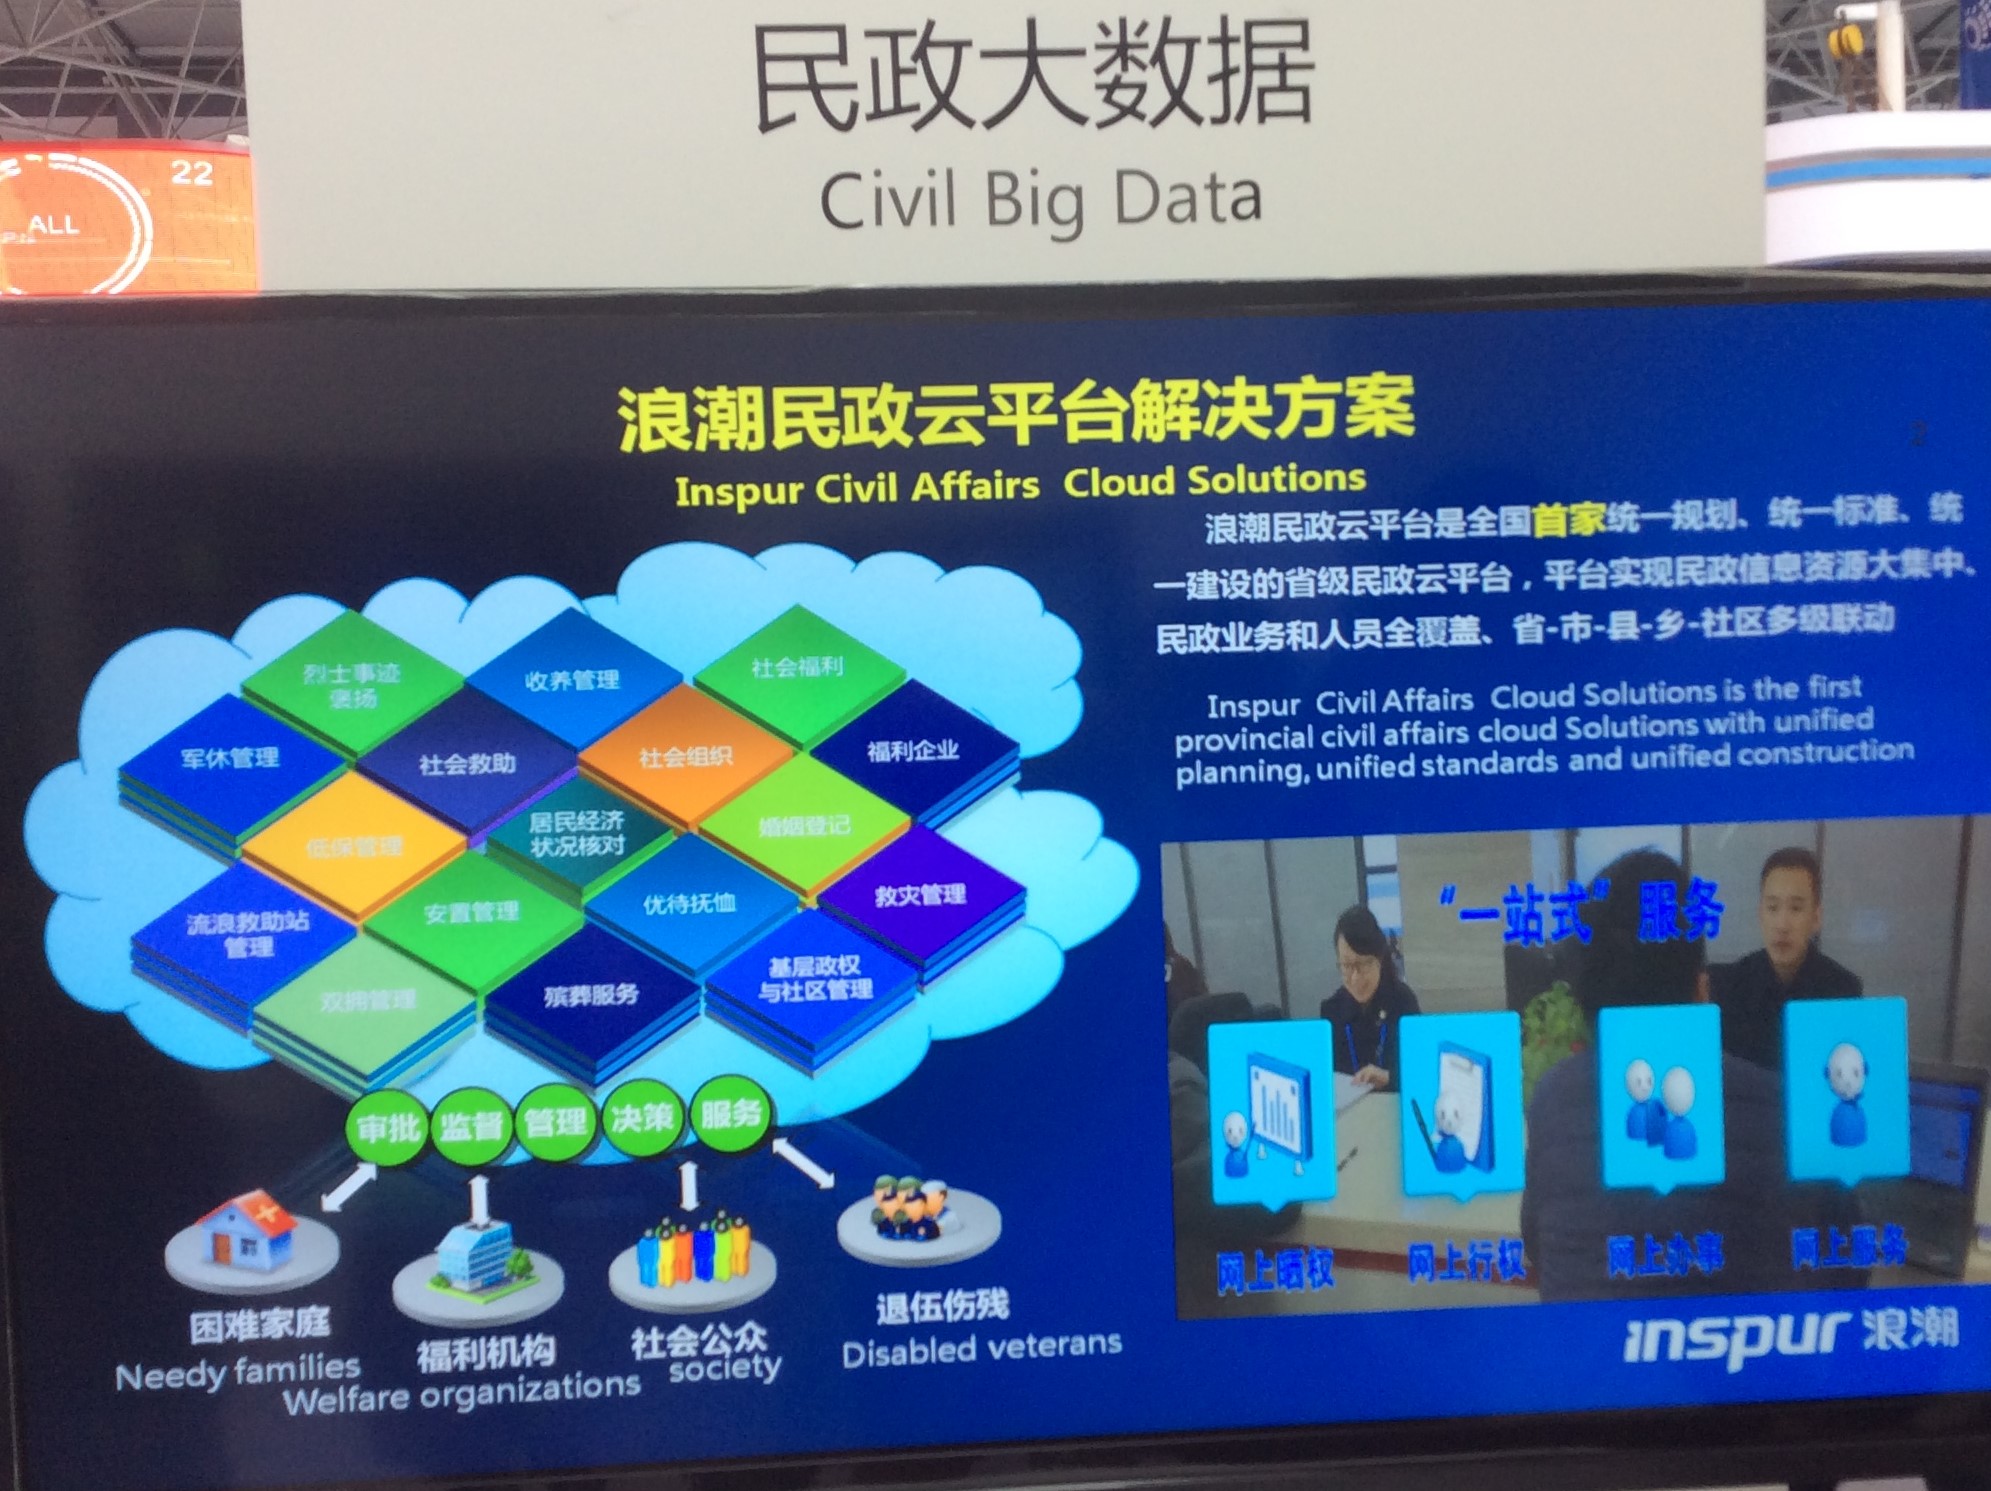 民政大数据
Civil Big Data
22
ALL
浪潮民政云平台解决方案
Inspur Civil Affairs Cloud Solutions
浪潮民政云平台是全国首家统一规划、统一标准、统
一建设的省级民政云平台，平台实现民政信息资源大集中、
民政业务和人员全覆盖、省-市-县-乡-社区多级联动
Inspur Civil Affairs Cloud Solutions is the first
provincial civil affairs cloud Solutions with unified
planning, unified standards and unified construction
烈士事迹
褒扬
收养管理
社会福利
军休管理
社会救助
社会组织
福利企业
低保管理
居民经济
状况核对
婚姻登记
流浪救助站
管理
安置管理
优待抚恤
救灾管理
双拥管理
殡葬服务
基层政权
与社区管理
审批 监督 管理 决策 服务
困难家庭
Needy families
福利机构
Welfare organizations
社会公众
society
退伍伤残
Disabled veterans
“一站式”服务
网上晒权 网上行权 网上办事 网上服务
inspur 浪潮